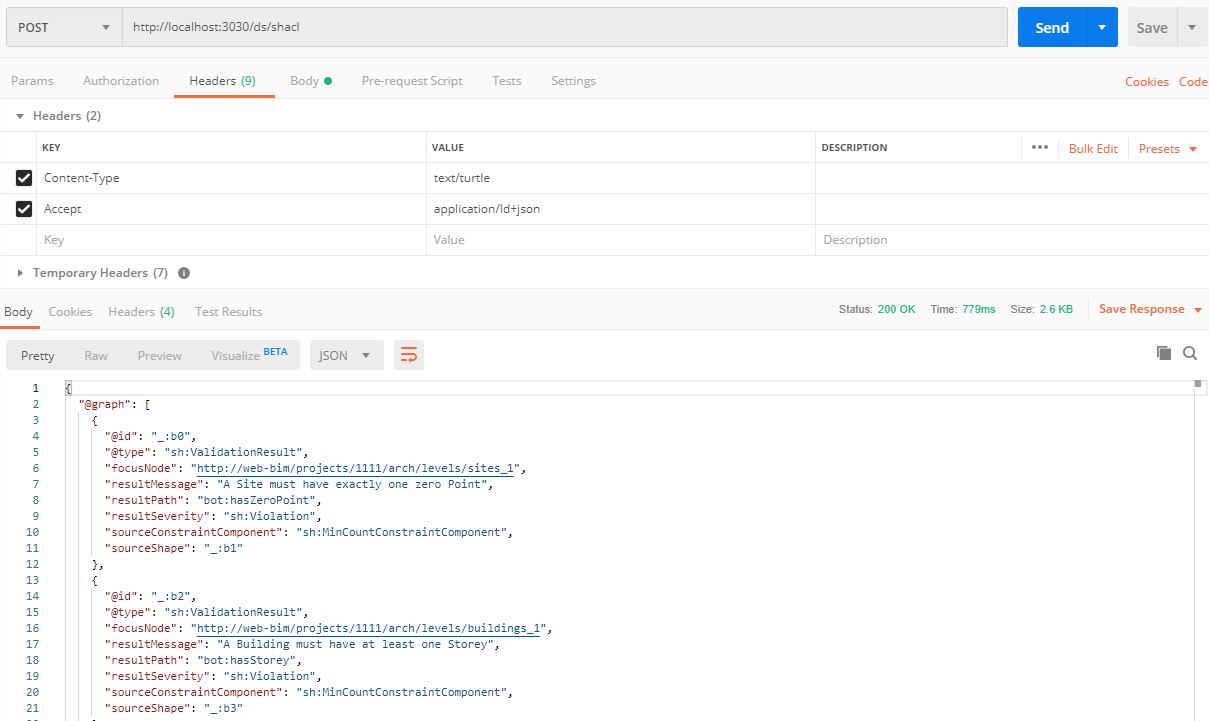 POST http://localhost:3030/ds/shacl Send Save
Params Authorization Headers (9) Body Pre-request Script Tests Settings Cookies Code
Headers (2)
KEY VALUE DESCRIPTION ••• Bulk Edit Presets
Content-Type text/turtle
Accept application/ld+json
Key Value Description
Temporary Headers (7)
Body Cookies Headers (4) Test Results Status: 200 OK Time: 779ms Size: 2.6 KB Save Response
Pretty Raw Preview Visualize BETA JSON
1 {
2 "@graph": [
3 {
4 "@id": "_:b0",
5 "@type": "sh:ValidationResult",
6 "focusNode": "http://web-bim/projects/1111/arch/levels/sites_1",
7 "resultMessage": "A Site must have exactly one zero Point",
8 "resultPath": "bot:hasZeroPoint",
9 "resultSeverity": "sh:Violation",
10 "sourceConstraintComponent": "sh:MinCountConstraintComponent",
11 "sourceShape": "_:b1"
12 },
13 {
14 "@id": "_:b2",
15 "@type": "sh:ValidationResult",
16 "focusNode": "http://web-bim/projects/1111/arch/levels/buildings_1",
17 "resultMessage": "A Building must have at least one Storey",
18 "resultPath": "bot:hasStorey",
19 "resultSeverity": "sh:Violation",
20 "sourceConstraintComponent": "sh:MinCountConstraintComponent",
21 "sourceShape": "_:b3"